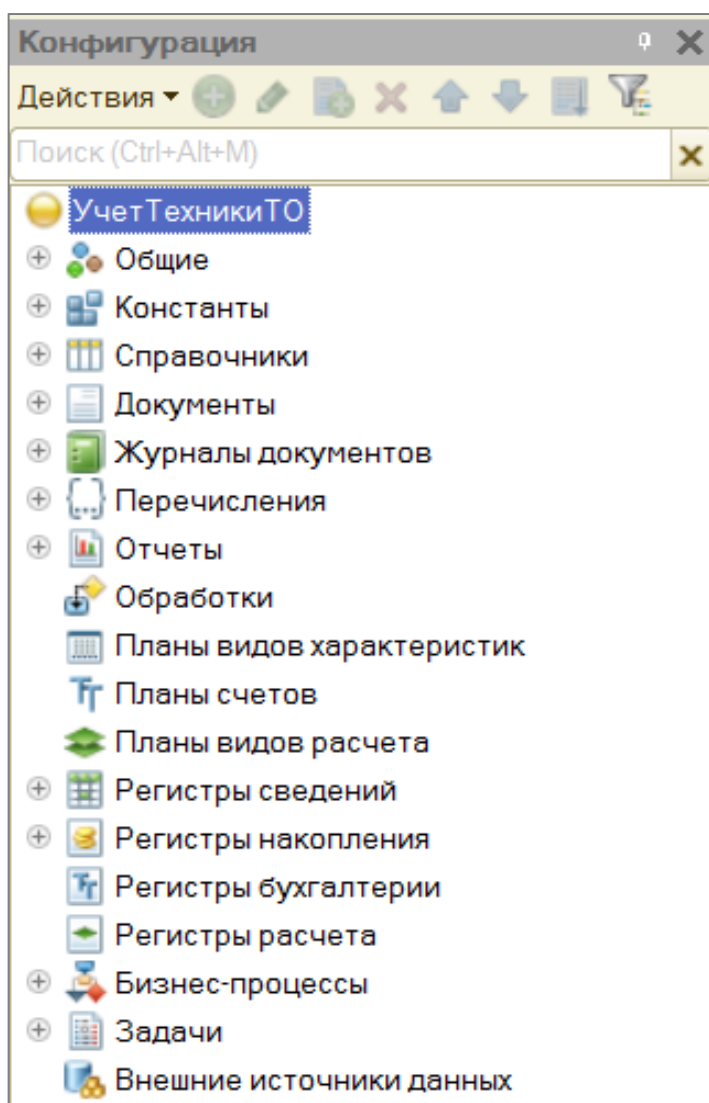 Конфигурация
Действия
Поиск (Ctrl+Alt+M)
УчетТехникиТО
Общие
Константы
Справочники
Документы
Журналы документов
Перечисления
Отчеты
Обработки
Планы видов характеристик
Планы счетов
Планы видов расчета
Регистры сведений
Регистры накопления
Регистры бухгалтерии
Регистры расчета
Бизнес-процессы
Задачи
Внешние источники данных